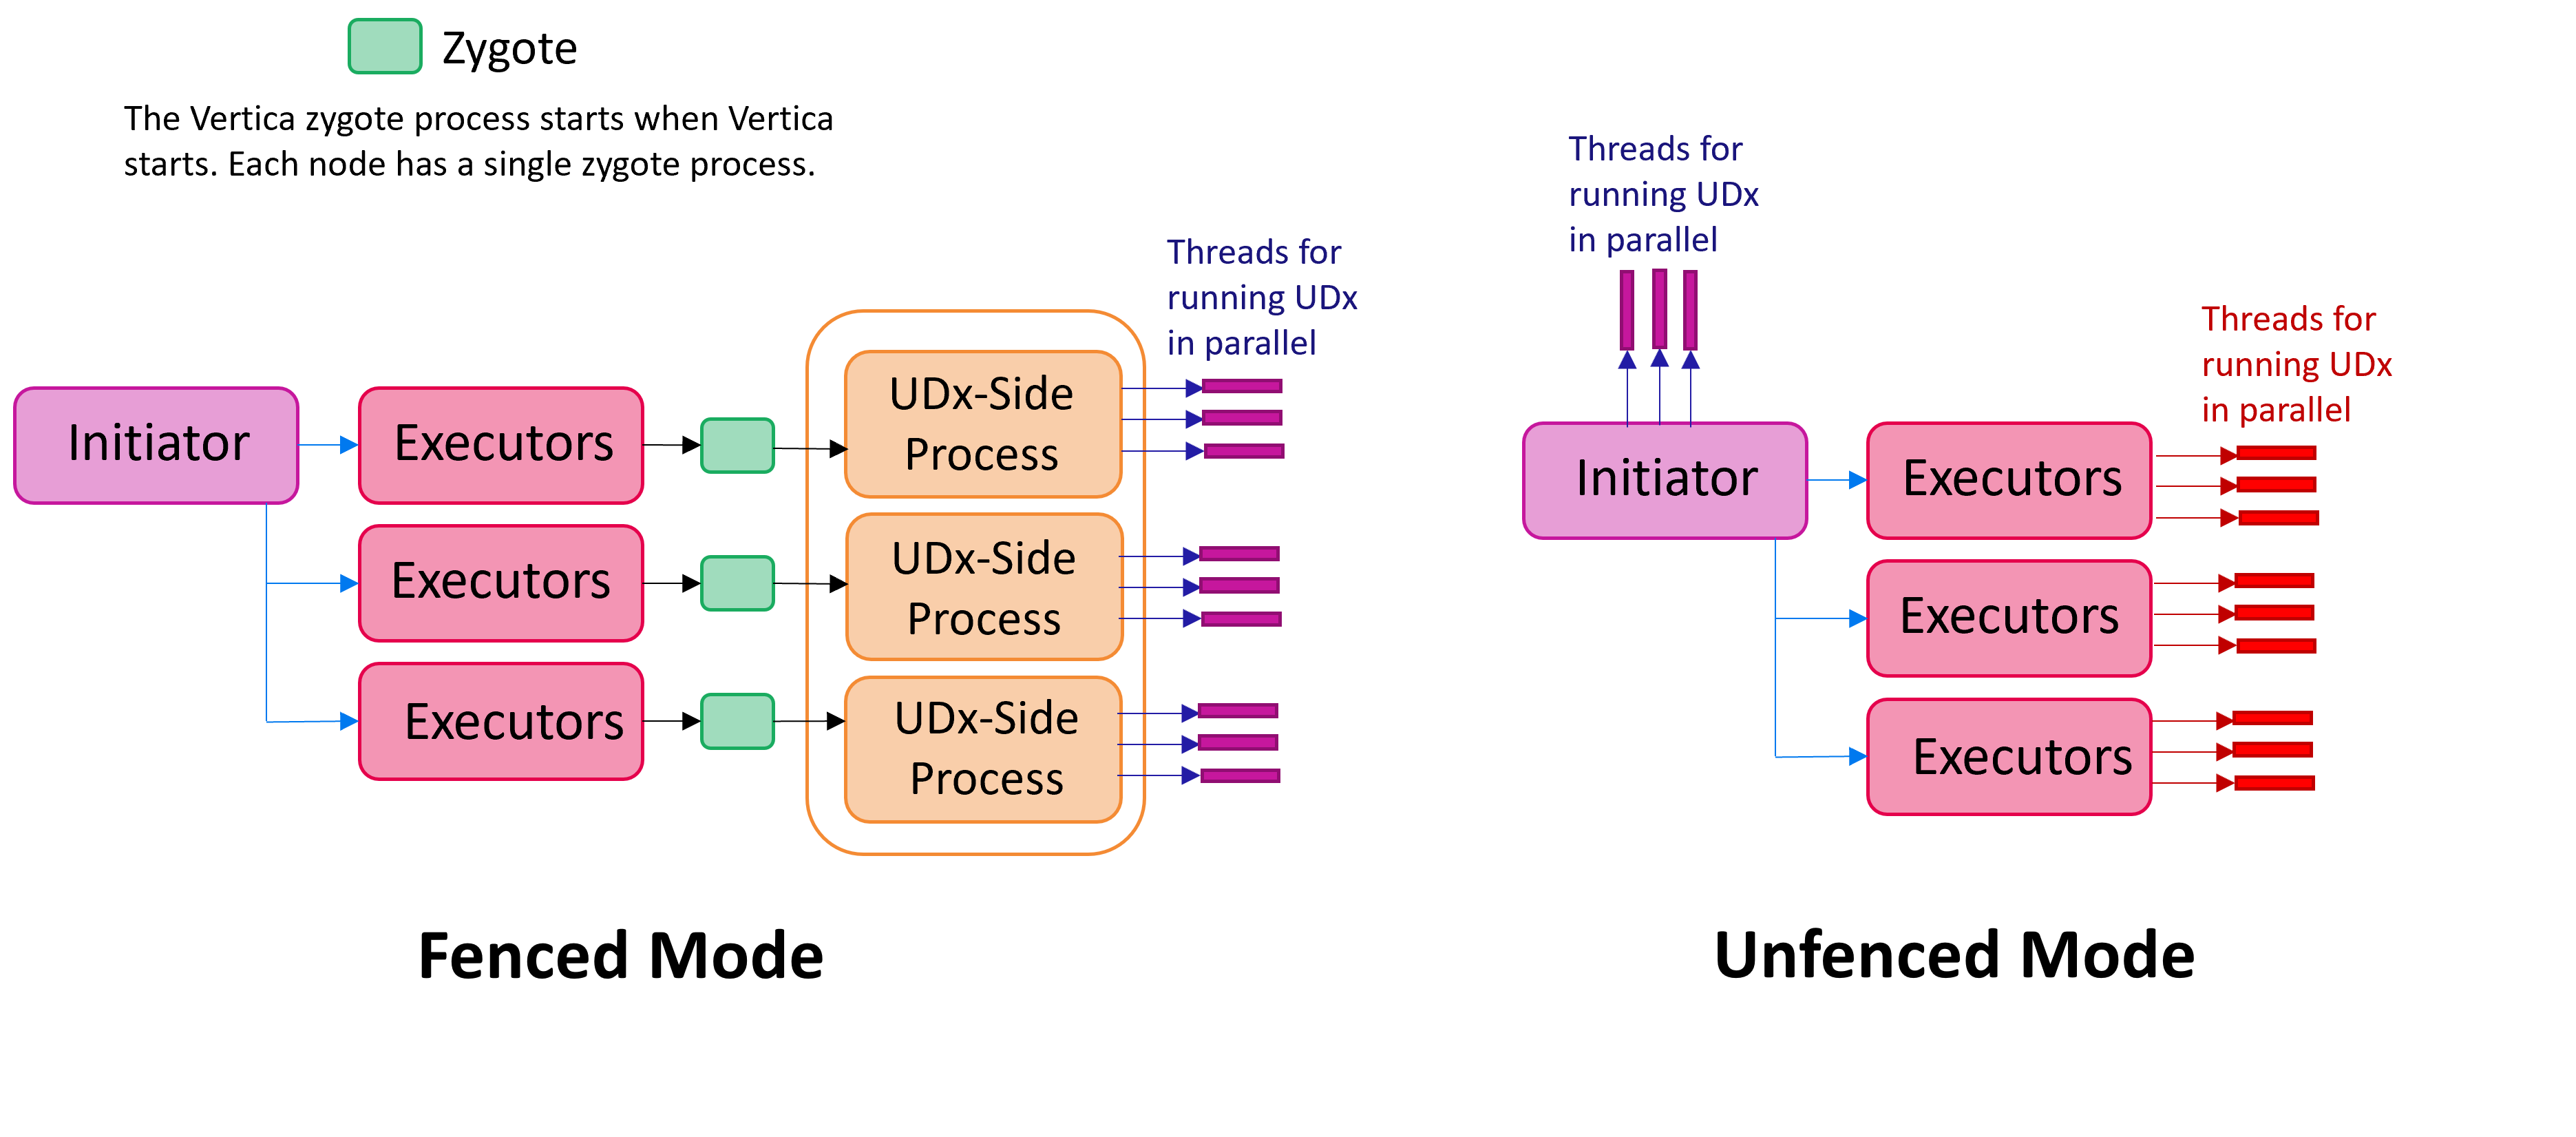 Zygote
The Vertica zygote process starts when Vertica
starts. Each node has a single zygote process.
Threads for
running UDx
in parallel
Initiator
Executors
UDx-Side
Process
Executors
UDx-Side
Process
Executors
UDx-Side
Process
Fenced Mode
Threads for
running UDx
in parallel
Threads for
running UDx
in parallel
Initiator
Executors
Executors
Executors
Unfenced Mode